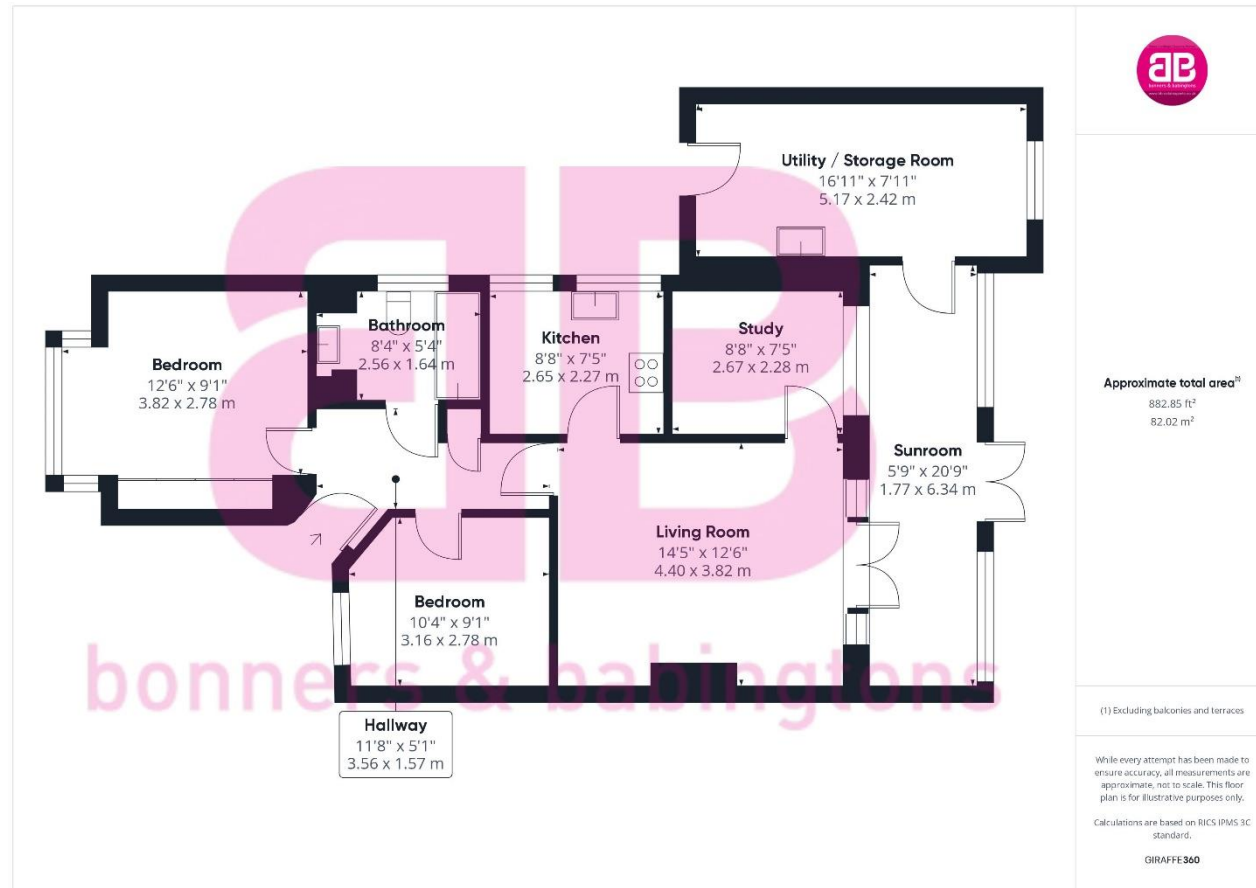 bonners & babingtons
Utility / Storage Room
16'11" x 7'11"
5.17 x 2.42 m
Bathroom
8'4" x 5'4"
2.56 x 1.64 m
Kitchen
8'8" x 7'5"
2.65 x 2.27 m
Study
8'8" x 7'5"
2.67 x 2.28 m
Bedroom
12'6" x 9'1"
3.82 x 2.78 m
Sunroom
5'9" x 20'9"
1.77 x 6.34 m
Living Room
14'5" x 12'6"
4.40 x 3.82 m
Bedroom
10'4" x 9'1"
3.16 x 2.78 m
bonners & babingtons
Hallway
11'8" x 5'1"
3.56 x 1.57 m
Approximate total area(1)
882.85 ft²
82.02 m²
(1) Excluding balconies and terraces
While every attempt has been made to
ensure accuracy, all measurements are
approximate, not to scale. This floor
plan is for illustrative purposes only.
Calculations are based on RICS IPMS 3C
standard.
GIRAFFE360